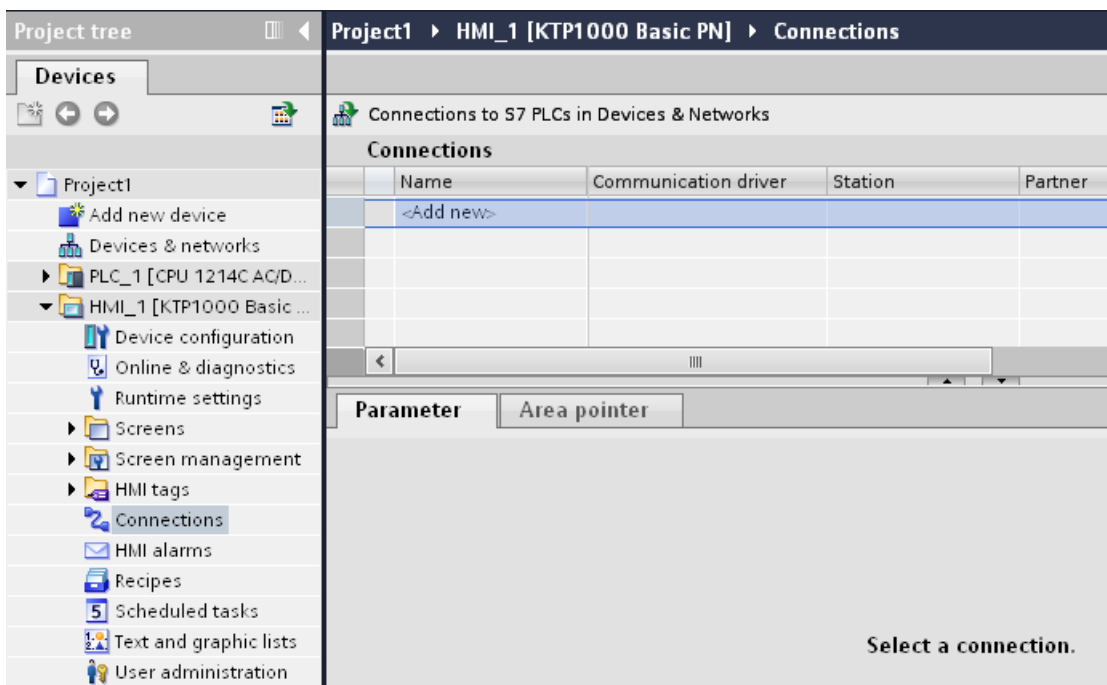 Project tree
Devices
Project1
Add new device
Devices & networks
PLC_1 [CPU 1214C AC/D...
HMI_1 [KTP1000 Basic ...
Device configuration
Online & diagnostics
Runtime settings
Screens
Screen management
HMI tags
Connections
HMI alarms
Recipes
5 Scheduled tasks
Text and graphic lists
User administration
Project1 HMI_1 [KTP1000 Basic PN] Connections
Connections to S7 PLCs in Devices & Networks
Connections
Name Communication driver Station Partner
<Add new>
Parameter Area pointer
Select a connection.